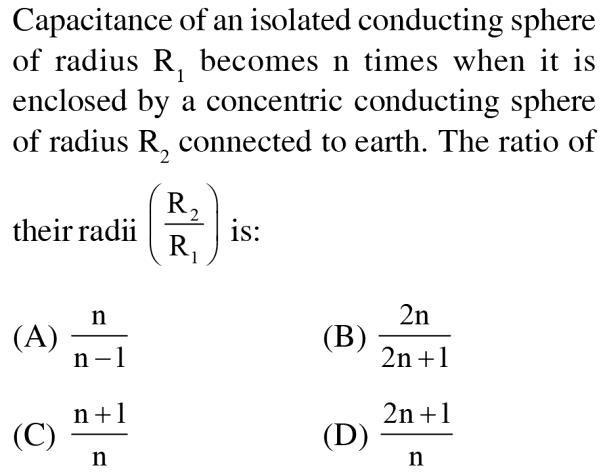 Capacitance of an isolated conducting sphere
of radius R₁ becomes n times when it is
enclosed by a concentric conducting sphere
of radius R₂ connected to earth. The ratio of
their radii (R₂/R₁) is:
(A) n/(n−1) (B) 2n/(2n+1)
(C) (n+1)/n (D) (2n+1)/n